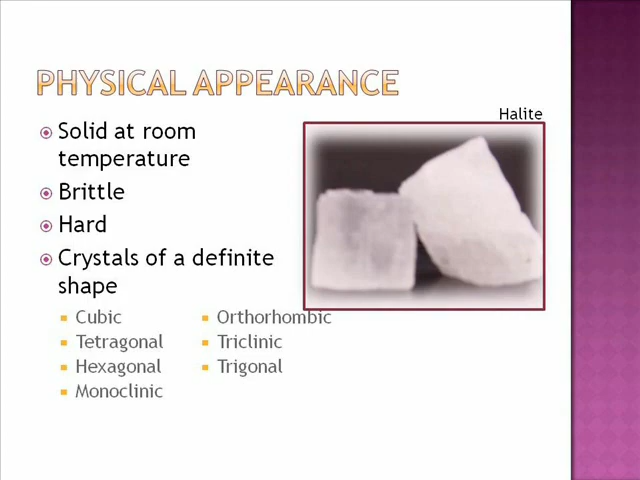 PHYSICAL APPEARANCE
Halite
Solid at room
temperature
Brittle
Hard
Crystals of a definite
shape
Cubic
Tetragonal
Hexagonal
Monoclinic
Orthorhombic
Triclinic
Trigonal